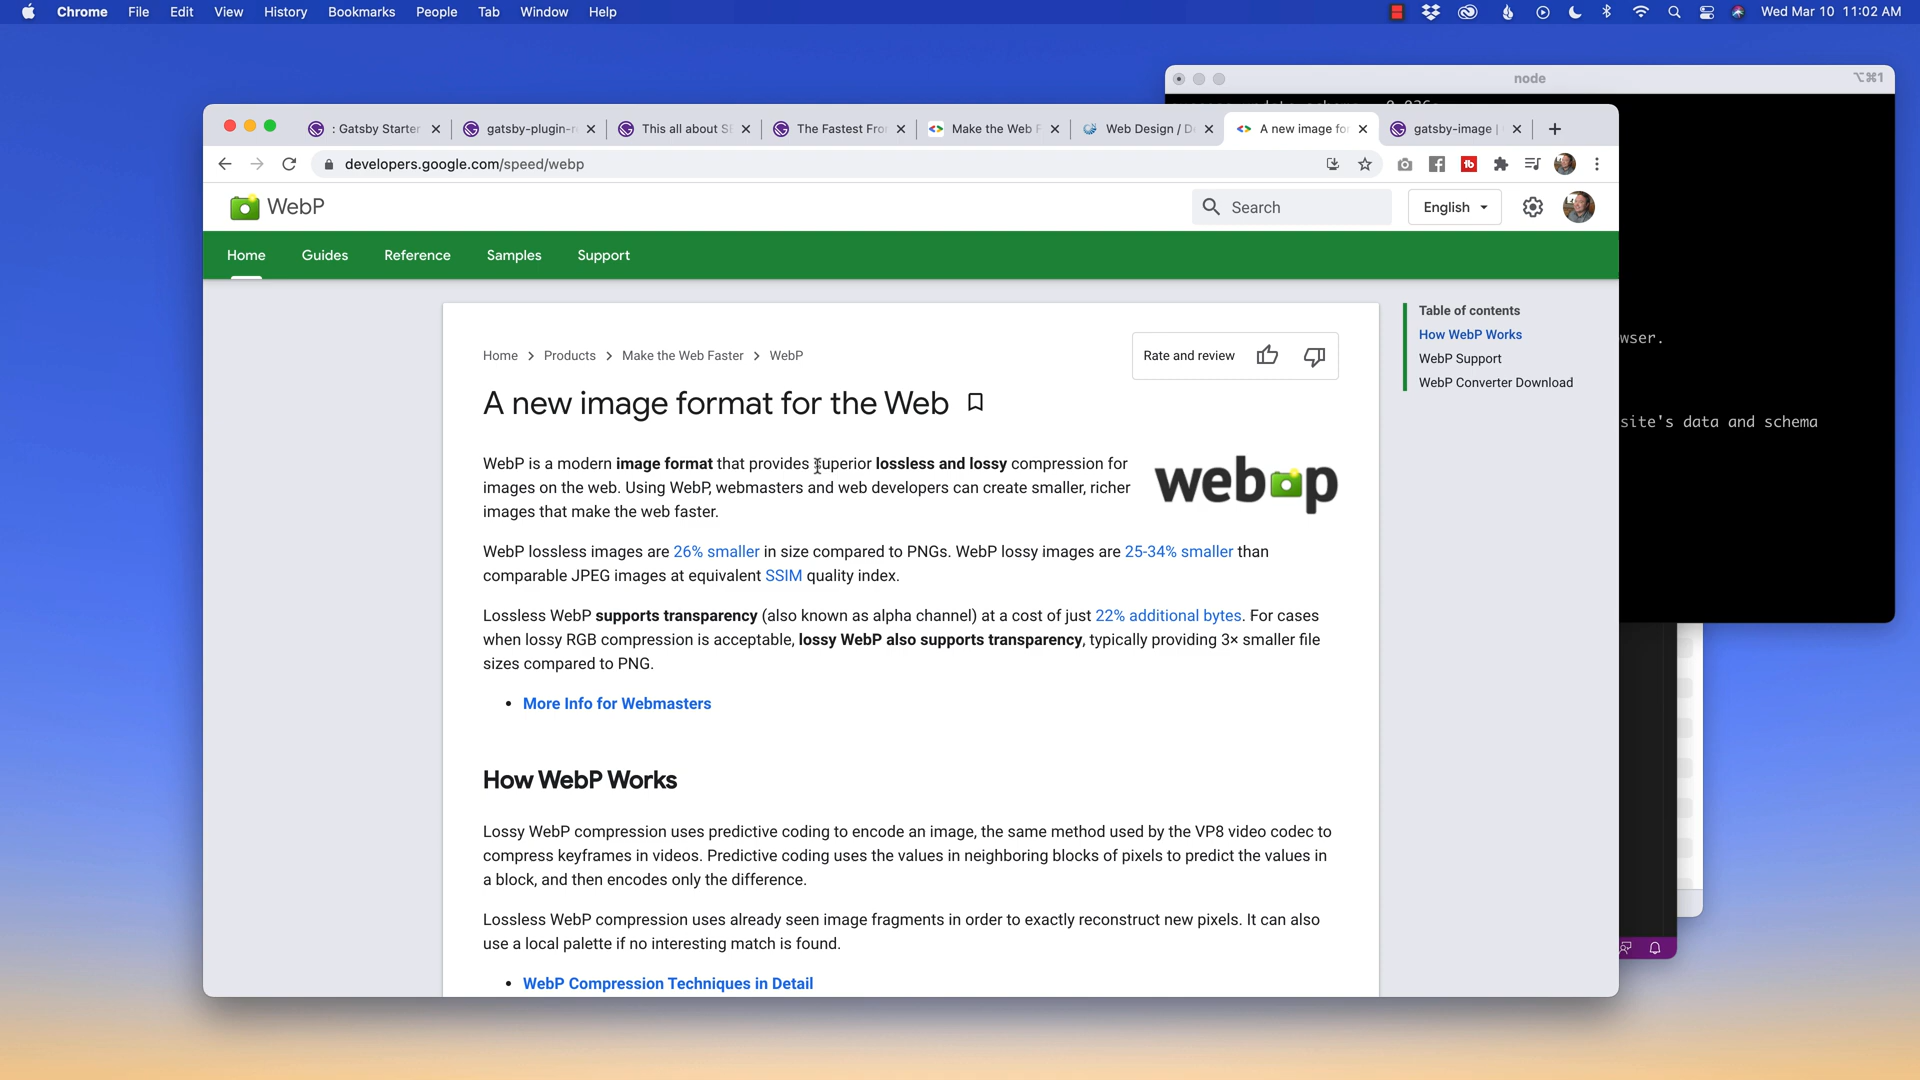 Chrome File Edit View History Bookmarks People Tab Window Help
Wed Mar 10 11:02 AM
node
⌥⌘1
: Gatsby Starter
gatsby-plugin-r
This all about S
The Fastest Fro
Make the Web F
Web Design / D
A new image fo
gatsby-image |
developers.google.com/speed/webp
WebP
Search
English
Home Guides Reference Samples Support
Home > Products > Make the Web Faster > WebP
Rate and review
A new image format for the Web
WebP is a modern image format that provides superior lossless and lossy compression for
images on the web. Using WebP, webmasters and web developers can create smaller, richer
images that make the web faster.
webp
WebP lossless images are 26% smaller in size compared to PNGs. WebP lossy images are 25-34% smaller than
comparable JPEG images at equivalent SSIM quality index.
Lossless WebP supports transparency (also known as alpha channel) at a cost of just 22% additional bytes. For cases
when lossy RGB compression is acceptable, lossy WebP also supports transparency, typically providing 3× smaller file
sizes compared to PNG.
• More Info for Webmasters
How WebP Works
Lossy WebP compression uses predictive coding to encode an image, the same method used by the VP8 video codec to
compress keyframes in videos. Predictive coding uses the values in neighboring blocks of pixels to predict the values in
a block, and then encodes only the difference.
Lossless WebP compression uses already seen image fragments in order to exactly reconstruct new pixels. It can also
use a local palette if no interesting match is found.
• WebP Compression Techniques in Detail
Table of contents
How WebP Works
WebP Support
WebP Converter Download
wser.
site's data and schema